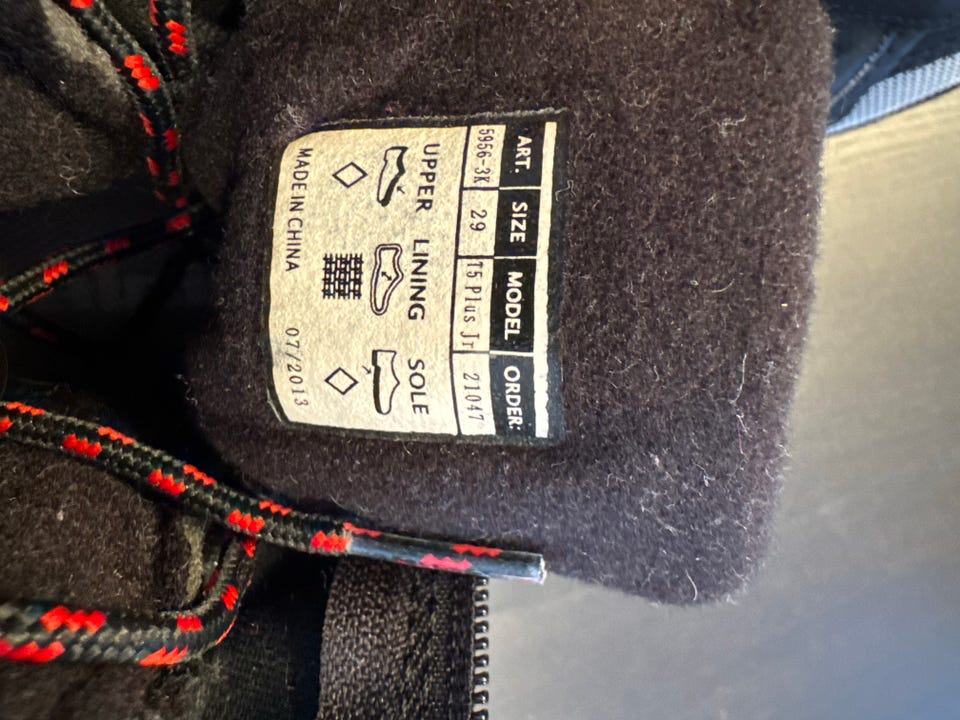 ART. SIZE MODEL ORDER:
5956-3K 29 T5 Plus Jr 21047
UPPER LINING SOLE
MADE IN CHINA 07/2013